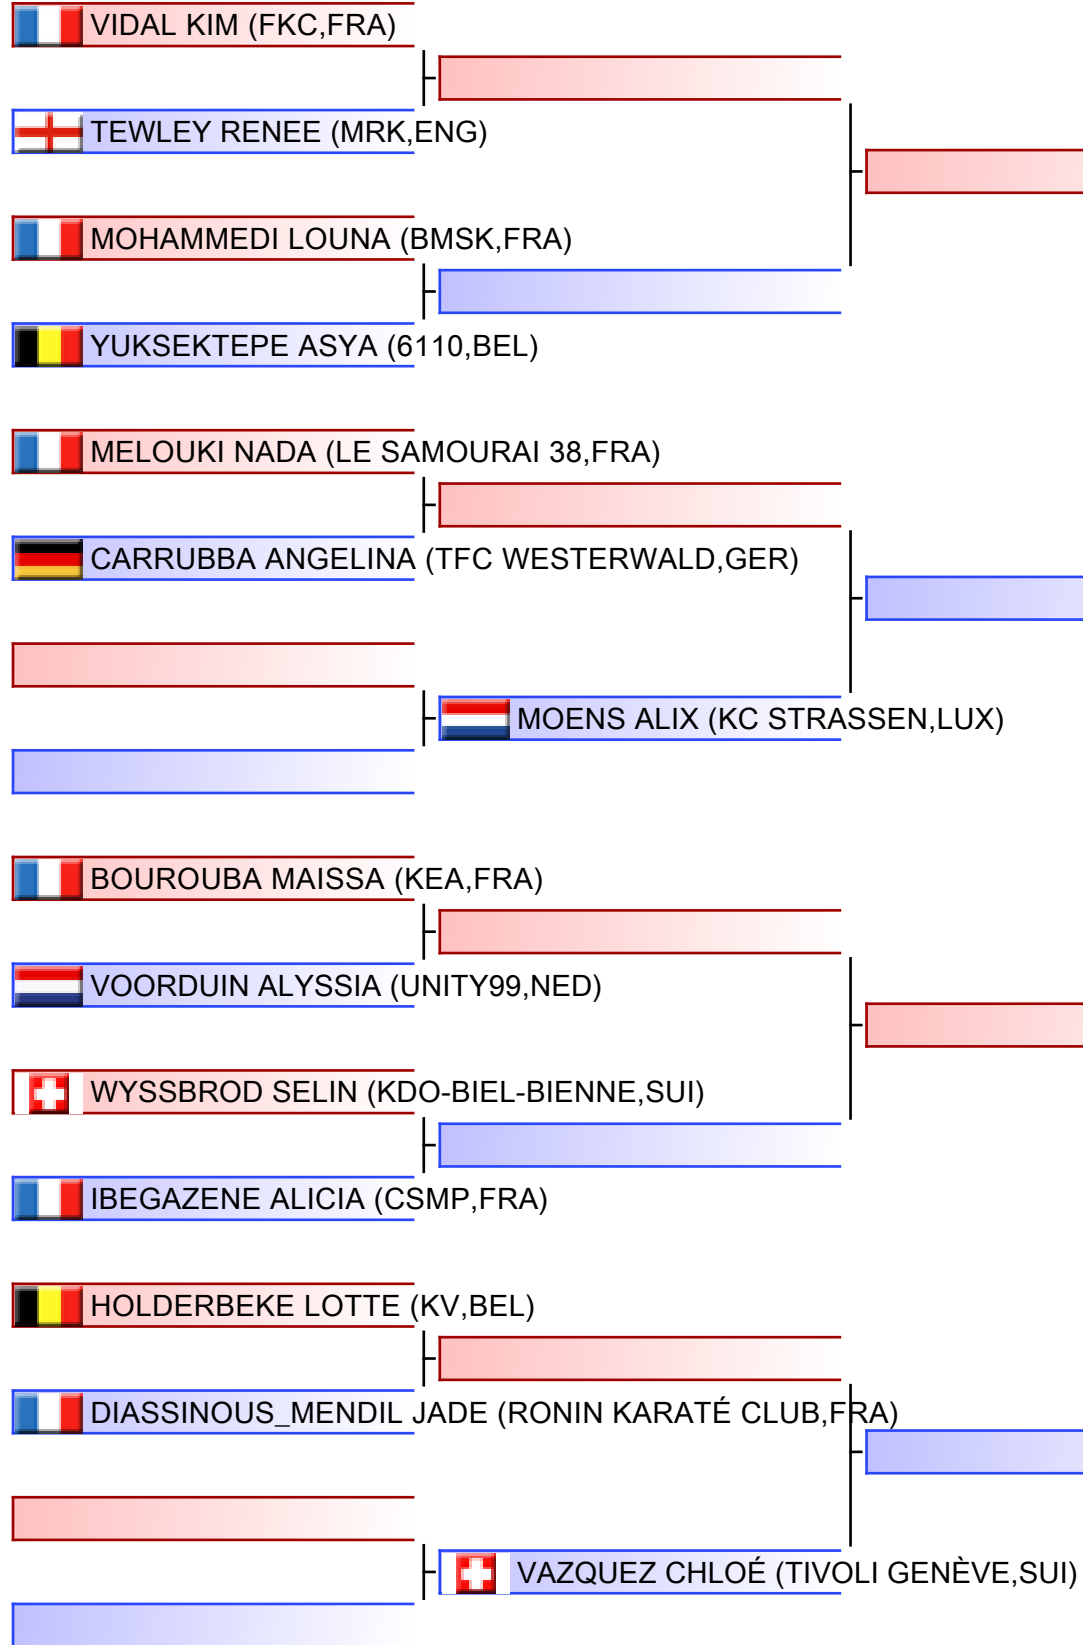 VIDAL KIM (FKC,FRA)
TEWLEY RENEE (MRK,ENG)
MOHAMMEDI LOUNA (BMSK,FRA)
YUKSEKTEPE ASYA (6110,BEL)
MELOUKI NADA (LE SAMOURAI 38,FRA)
CARRUBBA ANGELINA (TFC WESTERWALD,GER)
MOENS ALIX (KC STRASSEN,LUX)
BOUROUBA MAISSA (KEA,FRA)
VOORDUIN ALYSSIA (UNITY99,NED)
WYSSBROD SELIN (KDO-BIEL-BIENNE,SUI)
IBEGAZENE ALICIA (CSMP,FRA)
HOLDERBEKE LOTTE (KV,BEL)
DIASSINOUS_MENDIL JADE (RONIN KARATÉ CLUB,FRA)
VAZQUEZ CHLOÉ (TIVOLI GENÈVE,SUI)